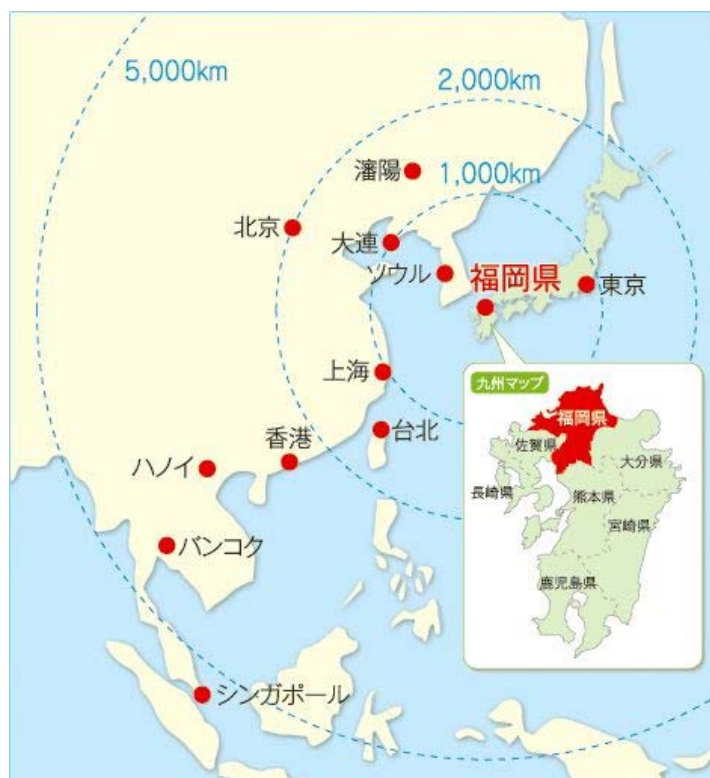 5,000km
2,000km
1,000km
瀋陽
北京
大連
ソウル
福岡県
東京
上海
台北
香港
ハノイ
バンコク
シンガポール
九州マップ
福岡県
佐賀県
大分県
長崎県
熊本県
宮崎県
鹿児島県